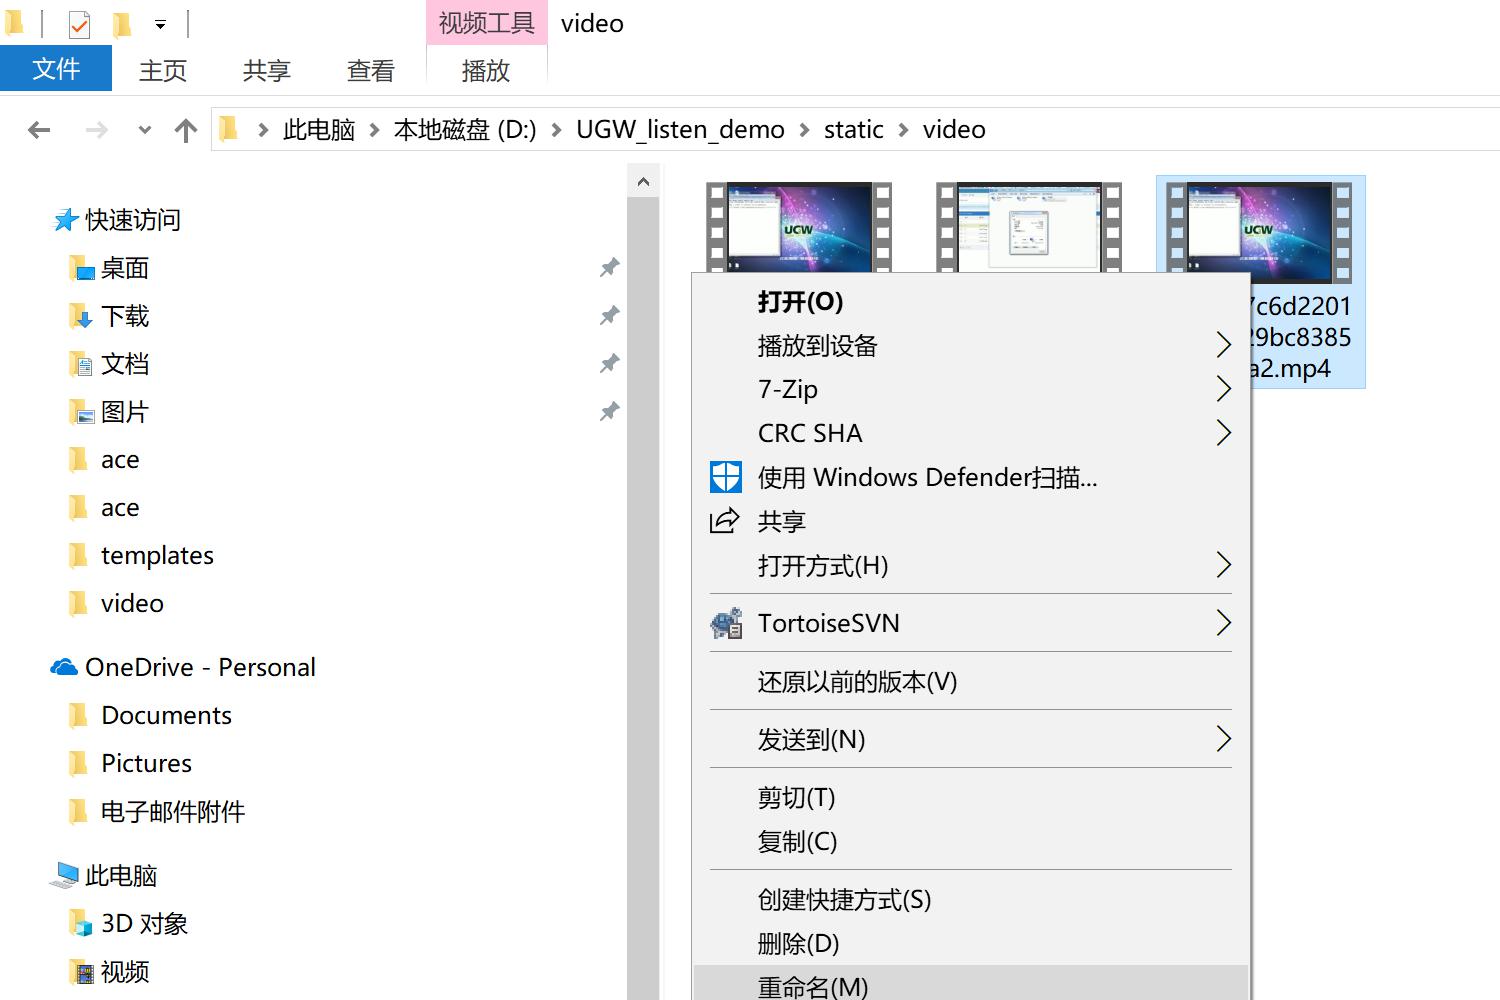 视频工具 video
文件 主页 共享 查看 播放
此电脑 本地磁盘 (D:) UGW_listen_demo static video
快速访问
桌面
下载
文档
图片
ace
ace
templates
video
OneDrive - Personal
Documents
Pictures
电子邮件附件
此电脑
3D 对象
视频
UGW
UGW
7c6d2201
29bc8385
a2.mp4
打开(O)
播放到设备
7-Zip
CRC SHA
使用 Windows Defender扫描...
共享
打开方式(H)
TortoiseSVN
还原以前的版本(V)
发送到(N)
剪切(T)
复制(C)
创建快捷方式(S)
删除(D)
重命名(M)